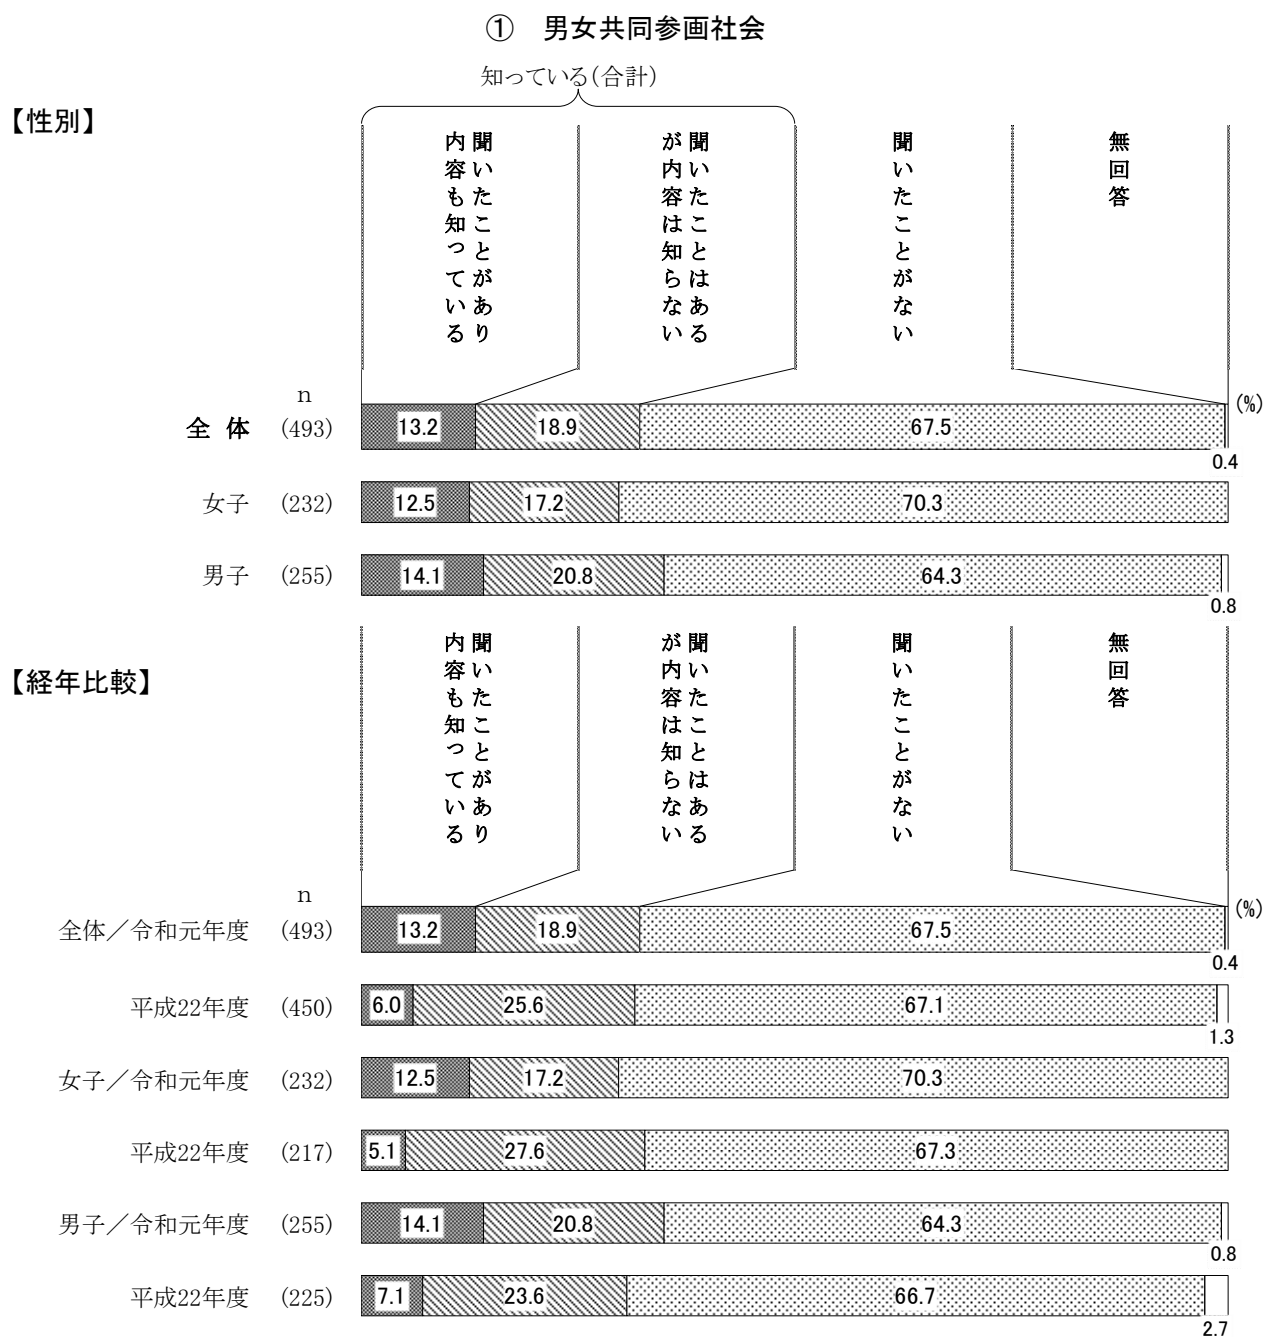 ① 男女共同参画社会
知っている(合計)
【性別】
聞いたことがあり
内容も知っている
聞いたことはある
が内容は知らない
聞いたことがない
無回答
n
(%)
全体 (493) 13.2 18.9 67.5 0.4
女子 (232) 12.5 17.2 70.3
男子 (255) 14.1 20.8 64.3 0.8
【経年比較】
聞いたことがあり
内容も知っている
聞いたことはある
が内容は知らない
聞いたことがない
無回答
n
(%)
全体／令和元年度 (493) 13.2 18.9 67.5 0.4
平成22年度 (450) 6.0 25.6 67.1 1.3
女子／令和元年度 (232) 12.5 17.2 70.3
平成22年度 (217) 5.1 27.6 67.3
男子／令和元年度 (255) 14.1 20.8 64.3 0.8
平成22年度 (225) 7.1 23.6 66.7 2.7